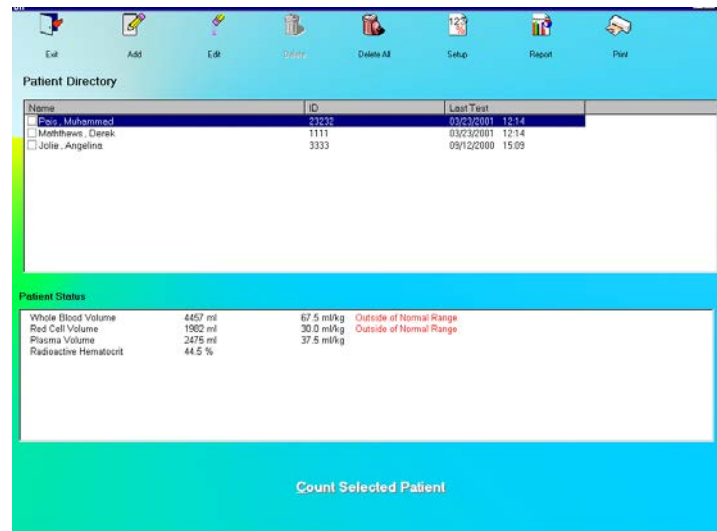 Exit Add Edit Delete Delete All Setup Report Print
Patient Directory
Name ID Last Test
Pais , Muhammed 23232 03/23/2001 12:14
Maththews , Derek 1111 03/23/2001 12:14
Jolie , Angelina 3333 09/12/2000 15:09
Patient Status
Whole Blood Volume 4457 ml 67.5 ml/kg Outside of Normal Range
Red Cell Volume 1982 ml 30.0 ml/kg Outside of Normal Range
Plasma Volume 2475 ml 37.5 ml/kg
Radioactive Hematocrit 44.5 %
Count Selected Patient